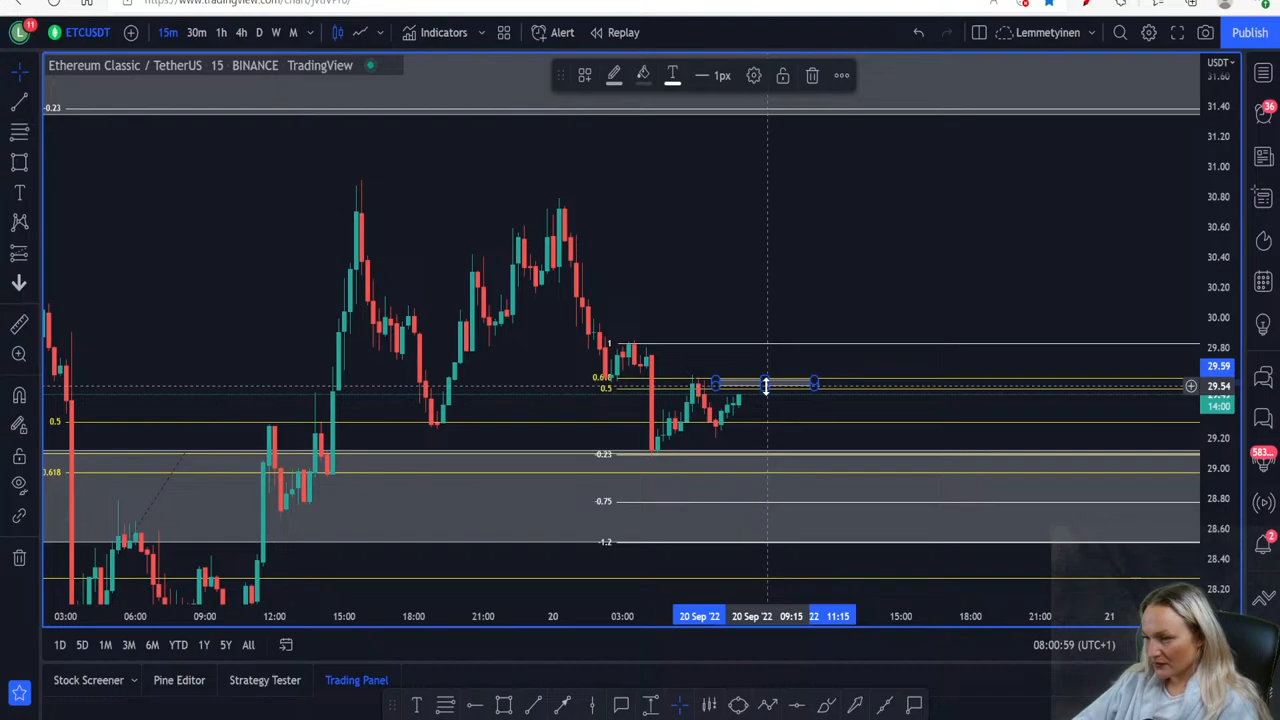 11
ETCUSDT
15m 30m 1h 4h D W M
Indicators
Alert
Replay
Lemmetyinen
Publish
Ethereum Classic / TetherUS 15 BINANCE TradingView
1px
USDT
31.60
31.40
31.20
31.00
30.80
30.60
30.40
30.20
30.00
29.80
29.59
29.54
14:00
29.20
29.00
28.80
28.60
28.40
28.20
-0.23
1
0.5
0.5
0.618
-0.23
-0.75
-1.2
36
583...
2
03:00 06:00 09:00 12:00 15:00 18:00 21:00 20 03:00 20 Sep '22 20 Sep '22 09:15 22 11:15 15:00 18:00 21:00 21
1D 5D 1M 3M 6M YTD 1Y 5Y All
08:00:59 (UTC+1)
Stock Screener
Pine Editor
Strategy Tester
Trading Panel